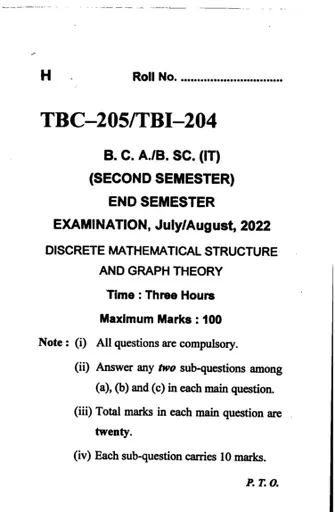 H Roll No. ................................
TBC–205/TBI–204
B. C. A./B. SC. (IT)
(SECOND SEMESTER)
END SEMESTER
EXAMINATION, July/August, 2022
DISCRETE MATHEMATICAL STRUCTURE
AND GRAPH THEORY
Time : Three Hours
Maximum Marks : 100
Note : (i) All questions are compulsory.
(ii) Answer any two sub-questions among
(a), (b) and (c) in each main question.
(iii) Total marks in each main question are
twenty.
(iv) Each sub-question carries 10 marks.
P. T. O.